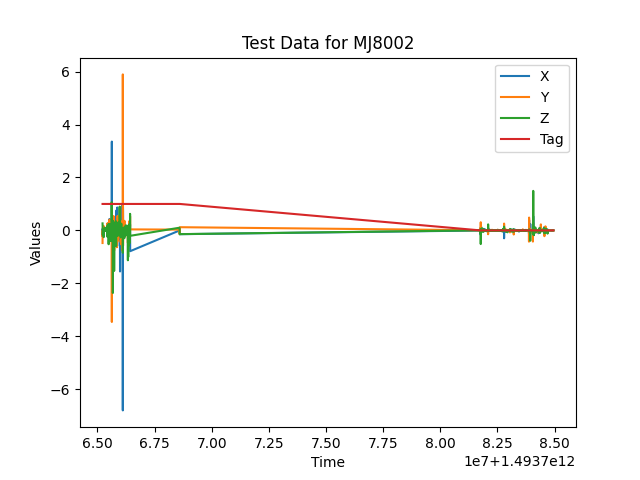 Test Data for MJ8002
X
Y
Z
Tag
6
4
2
0
−2
−4
−6
Values
6.50 6.75 7.00 7.25 7.50 7.75 8.00 8.25 8.50
1e7+1.4937e12
Time